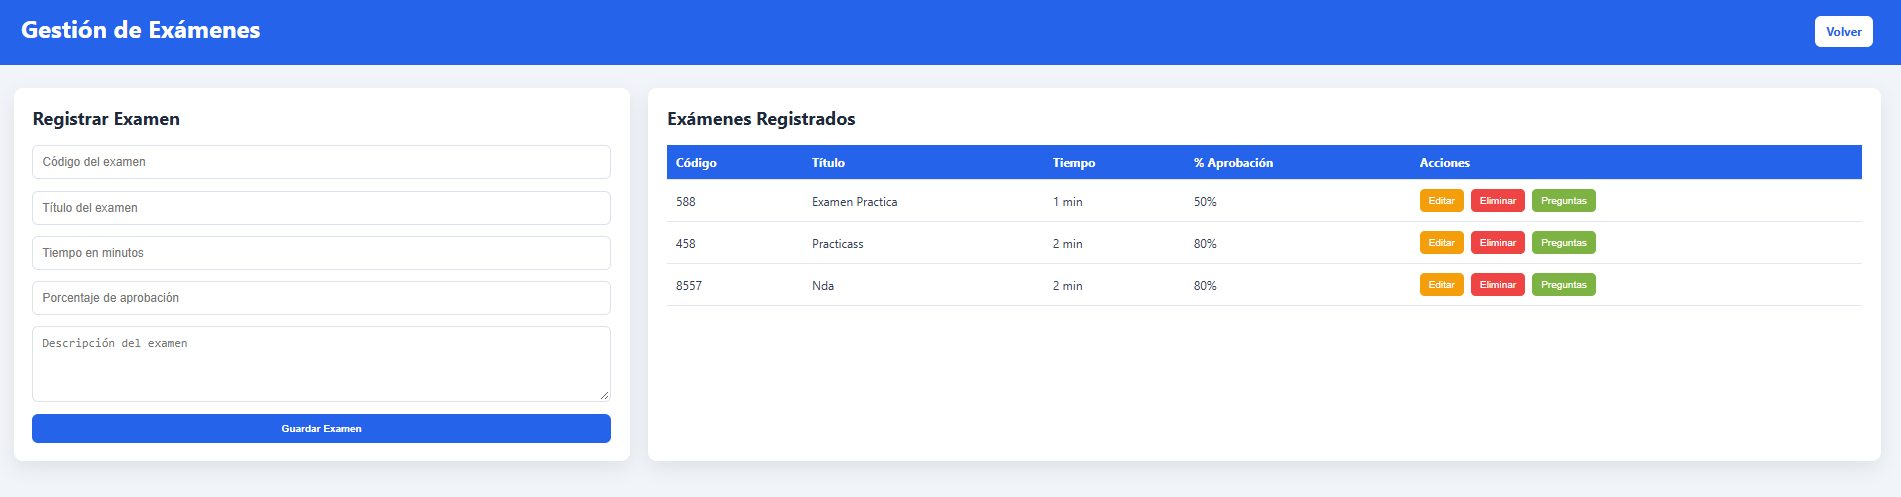 Gestión de Exámenes
Volver
Registrar Examen
Código del examen
Título del examen
Tiempo en minutos
Porcentaje de aprobación
Descripción del examen
Guardar Examen
Exámenes Registrados
Código Título Tiempo % Aprobación Acciones
588 Examen Practica 1 min 50% Editar Eliminar Preguntas
458 Practicass 2 min 80% Editar Eliminar Preguntas
8557 Nda 2 min 80% Editar Eliminar Preguntas